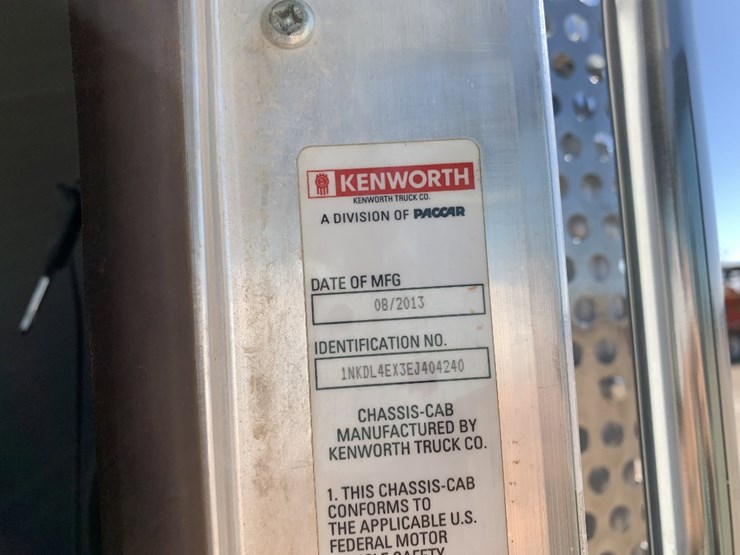 KENWORTH
KENWORTH TRUCK CO.
A DIVISION OF PACCAR
DATE OF MFG
08/2013
IDENTIFICATION NO.
1NKDL4EX3EJ404240
CHASSIS-CAB
MANUFACTURED BY
KENWORTH TRUCK CO.
1. THIS CHASSIS-CAB
CONFORMS TO
THE APPLICABLE U.S.
FEDERAL MOTOR
SAFETY